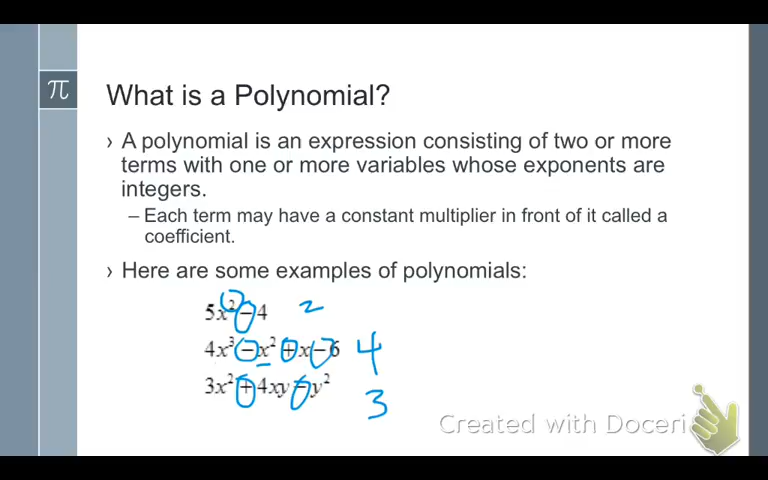 π
What is a Polynomial?
› A polynomial is an expression consisting of two or more
terms with one or more variables whose exponents are
integers.
– Each term may have a constant multiplier in front of it called a
coefficient.
› Here are some examples of polynomials:
5x² − 4 2
4x³ − x² + x − 6 4
3x² + 4xy − y² 3
Created with Doceri